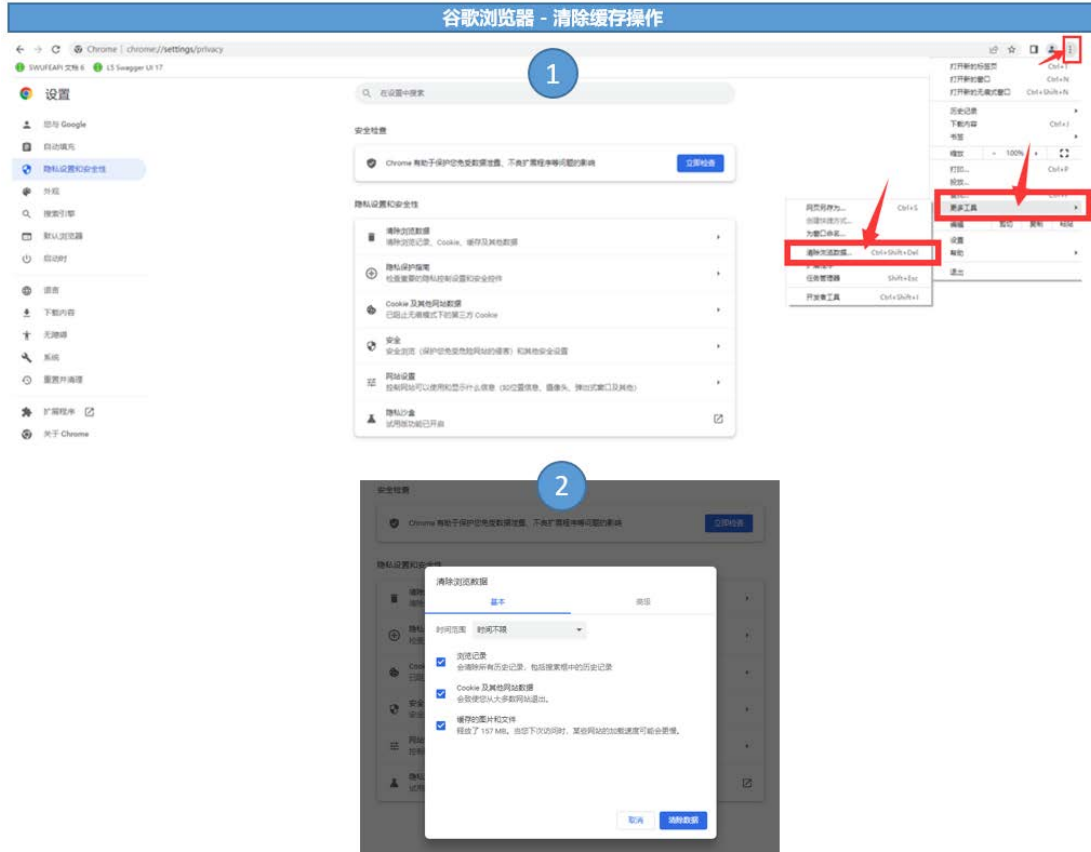 谷歌浏览器 - 清除缓存操作
1
Chrome | chrome://settings/privacy
SWUFEAPI 文档 6 L5 Swagger UI 17
设置
在设置中搜索
您与 Google
自动填充
隐私设置和安全性
外观
搜索引擎
默认浏览器
启动时
语言
下载内容
无障碍
系统
重置并清理
扩展程序
关于 Chrome
安全检查
Chrome 有助于保护您免受数据泄露、不良扩展程序等问题的影响
立即检查
隐私设置和安全性
清除浏览数据
清除浏览记录、Cookie、缓存及其他数据
隐私保护指南
检查重要的隐私控制设置和安全控件
Cookie 及其他网站数据
已阻止无痕模式下的第三方 Cookie
安全
安全浏览（保护您免受危险网站的侵害）和其他安全设置
网站设置
控制网站可以使用和显示什么信息（如位置信息、摄像头、弹出式窗口及其他）
隐私沙盒
试用版功能已开启
打开新的标签页 Ctrl+T
打开新的窗口 Ctrl+N
打开新的无痕式窗口 Ctrl+Shift+N
历史记录
下载内容 Ctrl+J
书签
缩放 - 100% +
打印... Ctrl+P
投放...
更多工具
编辑 剪切 复制 粘贴
设置
帮助
退出
网页另存为... Ctrl+S
创建快捷方式...
为窗口命名...
清除浏览数据... Ctrl+Shift+Del
扩展程序
任务管理器 Shift+Esc
开发者工具 Ctrl+Shift+I
2
安全检查
Chrome 有助于保护您免受数据泄露、不良扩展程序等问题的影响
立即检查
隐私设置和安全性
清除浏览数据
基本 高级
时间范围 时间不限
浏览记录
会清除所有历史记录，包括搜索框中的历史记录
Cookie 及其他网站数据
会致使您从大多数网站退出。
缓存的图片和文件
释放了 157 MB。当您下次访问时，某些网站的加载速度可能会更慢。
取消 清除数据